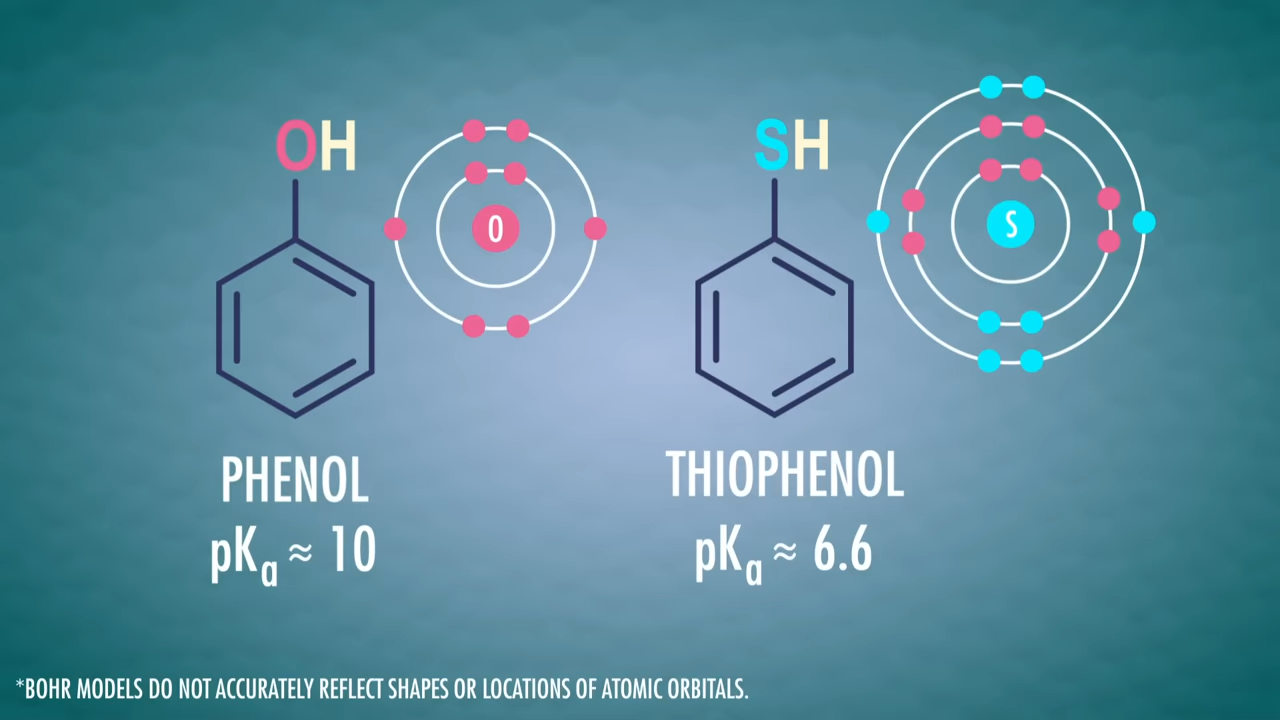 OH
O
SH
S
PHENOL
pKa ≈ 10
THIOPHENOL
pKa ≈ 6.6
*BOHR MODELS DO NOT ACCURATELY REFLECT SHAPES OR LOCATIONS OF ATOMIC ORBITALS.